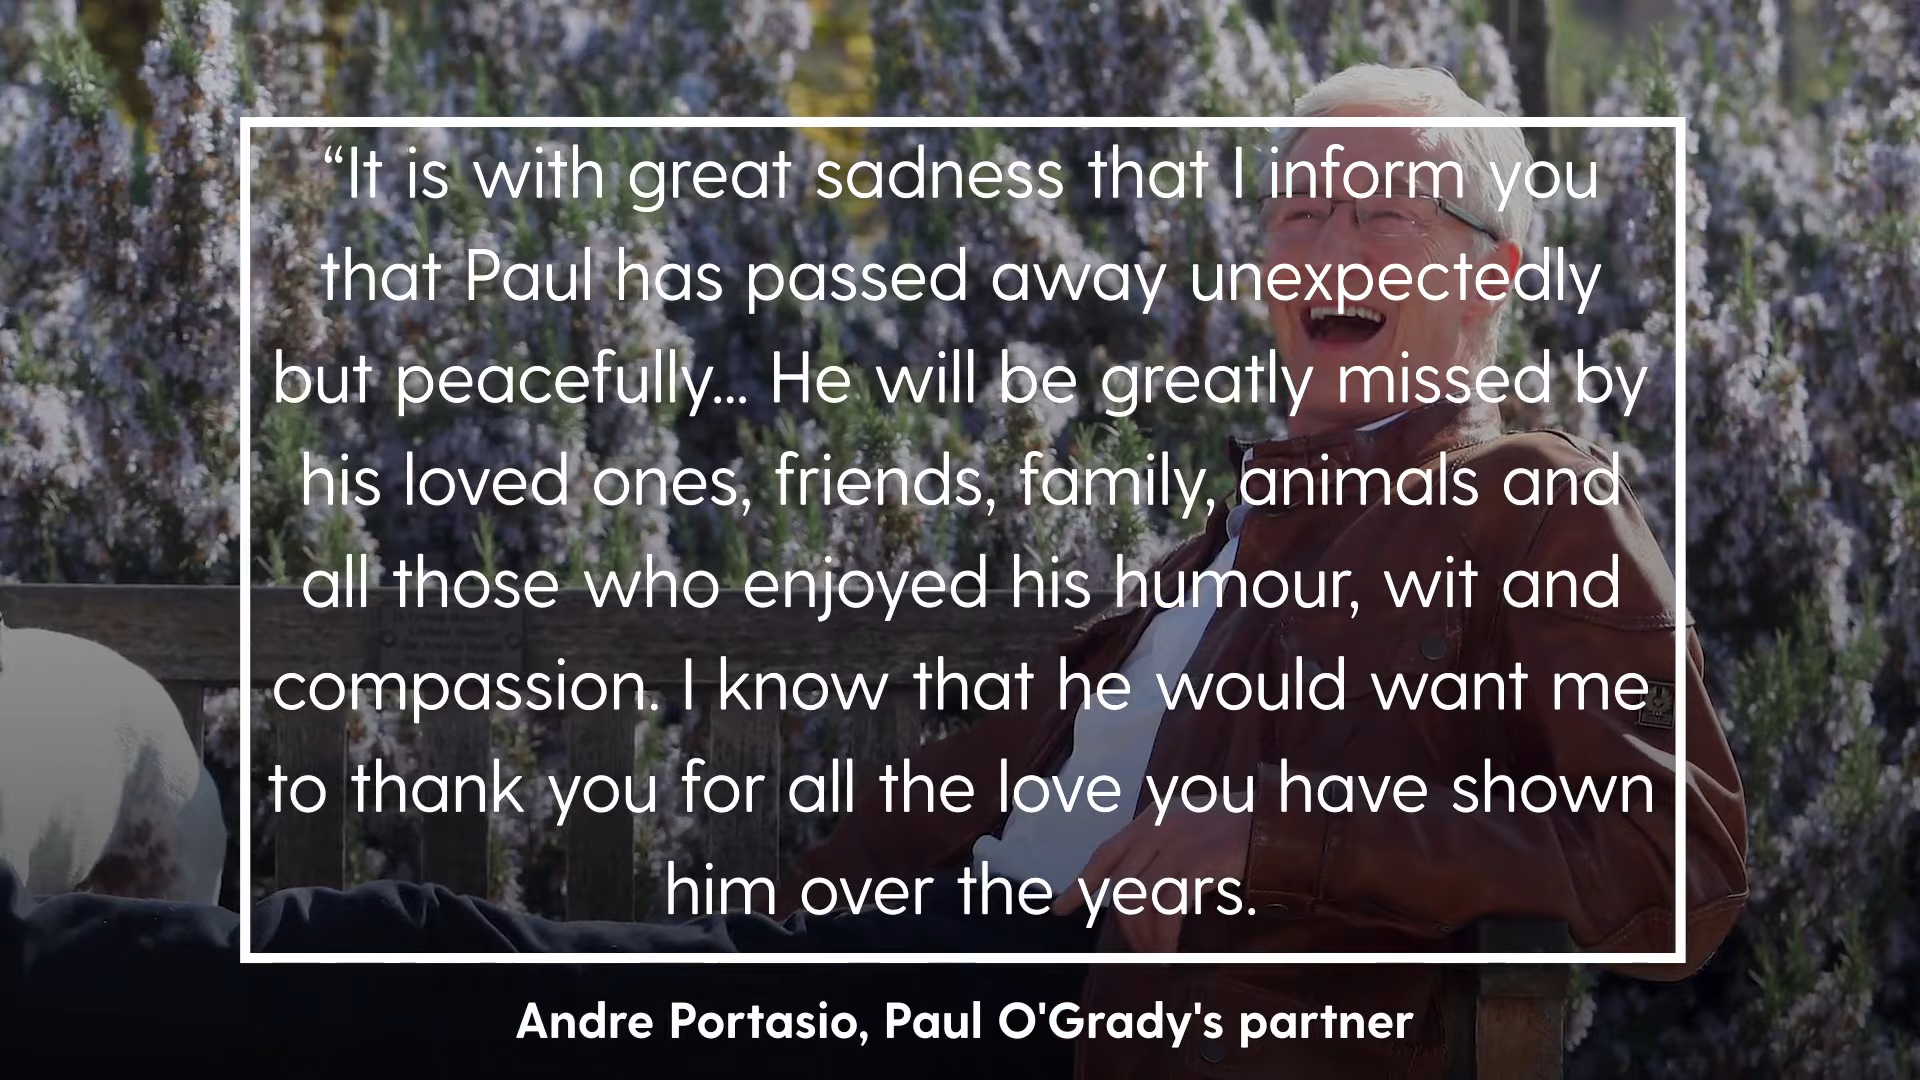 “It is with great sadness that I inform you
that Paul has passed away unexpectedly
but peacefully... He will be greatly missed by
his loved ones, friends, family, animals and
all those who enjoyed his humour, wit and
compassion. I know that he would want me
to thank you for all the love you have shown
him over the years.
Andre Portasio, Paul O'Grady's partner